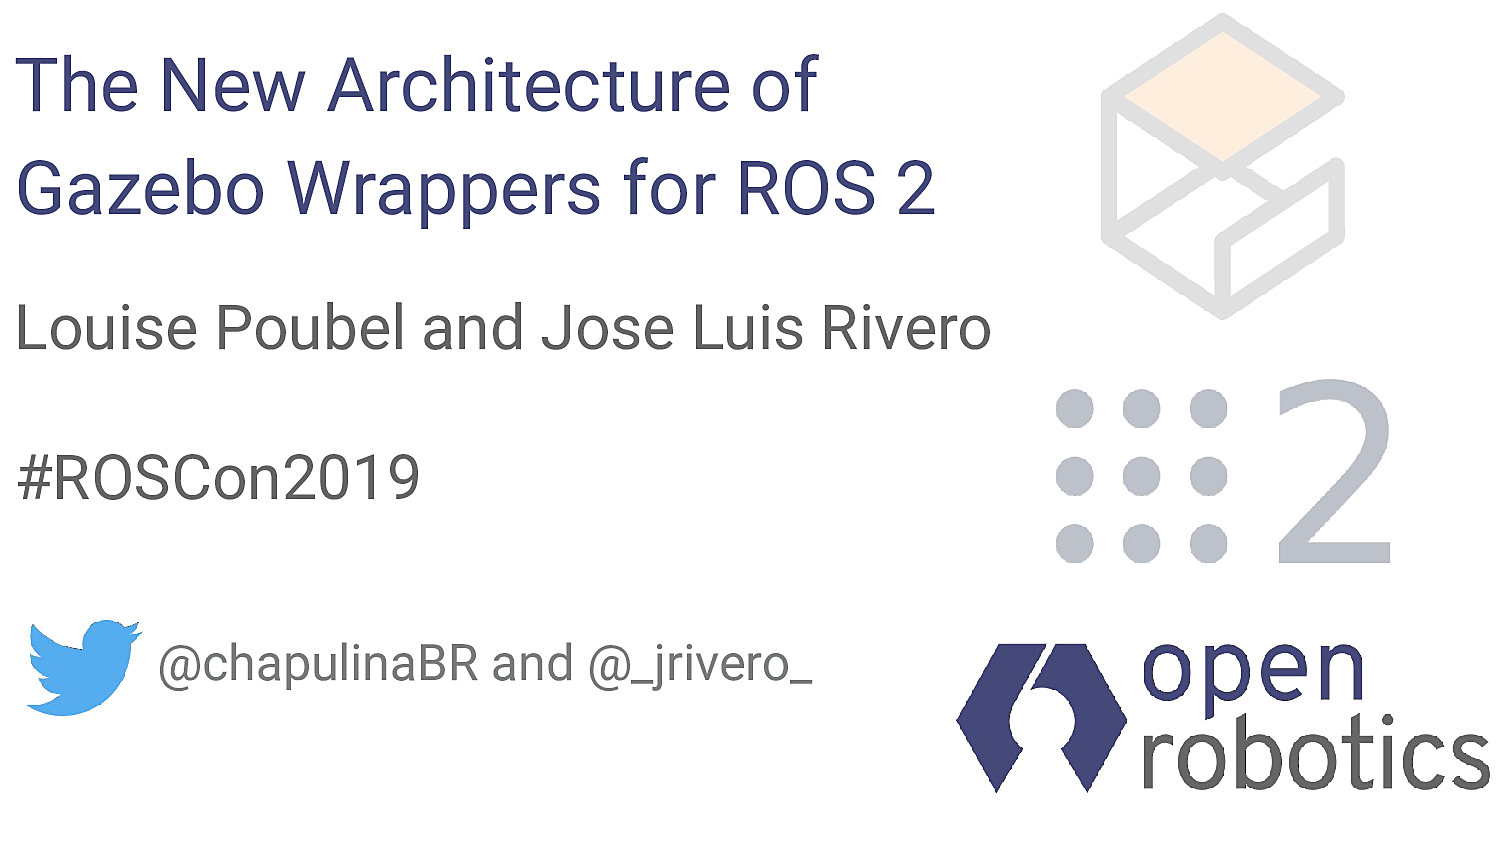 The New Architecture of
Gazebo Wrappers for ROS 2
Louise Poubel and Jose Luis Rivero
#ROSCon2019
2
@chapulinaBR and @_jrivero_
open
robotics